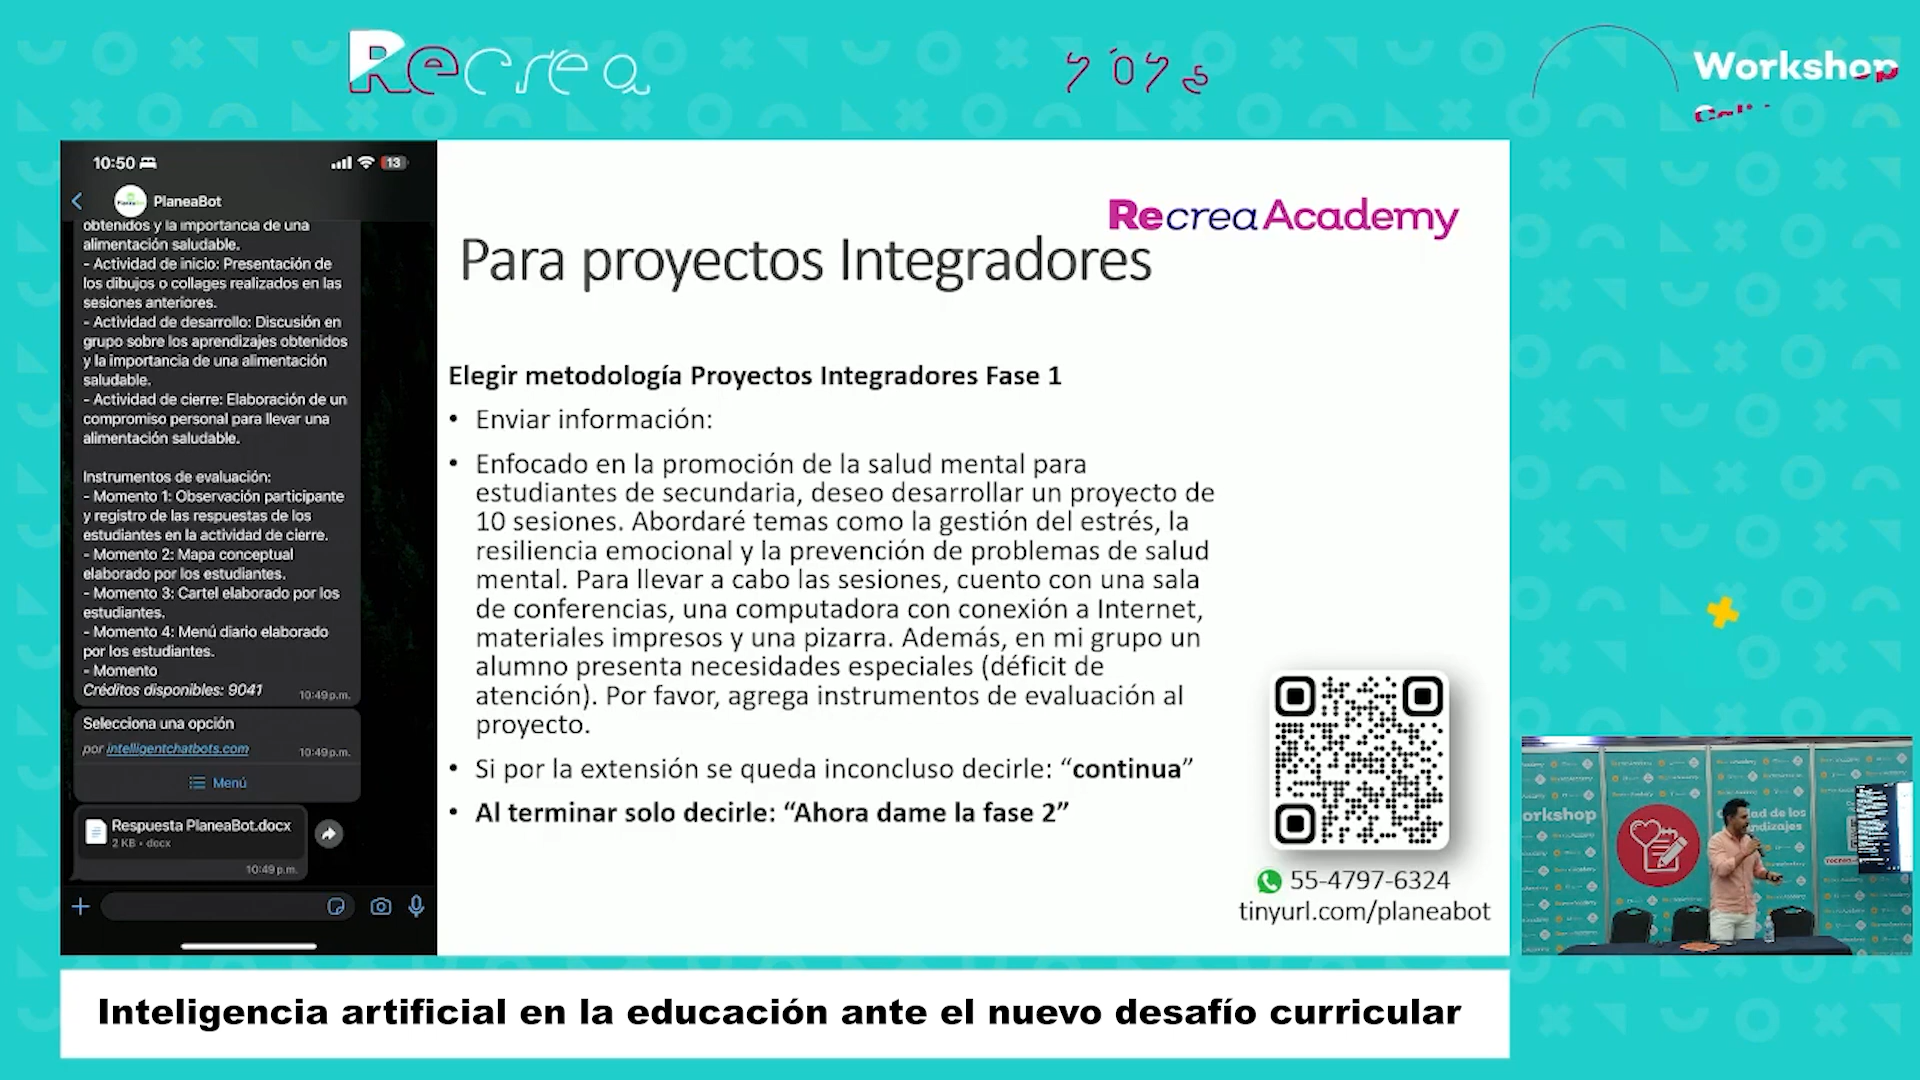 Recrea
Workshop
10:50
13
PlaneaBot
obtenidos y la importancia de una
alimentación saludable.
- Actividad de inicio: Presentación de
los dibujos o collages realizados en las
sesiones anteriores.
- Actividad de desarrollo: Discusión en
grupo sobre los aprendizajes obtenidos
y la importancia de una alimentación
saludable.
- Actividad de cierre: Elaboración de un
compromiso personal para llevar una
alimentación saludable.
Instrumentos de evaluación:
- Momento 1: Observación participante
y registro de las respuestas de los
estudiantes en la actividad de cierre.
- Momento 2: Mapa conceptual
elaborado por los estudiantes.
- Momento 3: Cartel elaborado por los
estudiantes.
- Momento 4: Menú diario elaborado
por los estudiantes.
- Momento
Créditos disponibles: 9041
10:49 p.m.
Selecciona una opción
por intelligentchatbots.com
10:49 p.m.
Menú
Respuesta PlaneaBot.docx
2 KB • docx
10:49 p.m.
RecreaAcademy
Para proyectos Integradores
Elegir metodología Proyectos Integradores Fase 1
• Enviar información:
• Enfocado en la promoción de la salud mental para
estudiantes de secundaria, deseo desarrollar un proyecto de
10 sesiones. Abordaré temas como la gestión del estrés, la
resiliencia emocional y la prevención de problemas de salud
mental. Para llevar a cabo las sesiones, cuento con una sala
de conferencias, una computadora con conexión a Internet,
materiales impresos y una pizarra. Además, en mi grupo un
alumno presenta necesidades especiales (déficit de
atención). Por favor, agrega instrumentos de evaluación al
proyecto.
• Si por la extensión se queda inconcluso decirle: “continua”
• Al terminar solo decirle: “Ahora dame la fase 2”
55-4797-6324
tinyurl.com/planeabot
orkshop
dad de los
ndizajes
Inteligencia artificial en la educación ante el nuevo desafío curricular